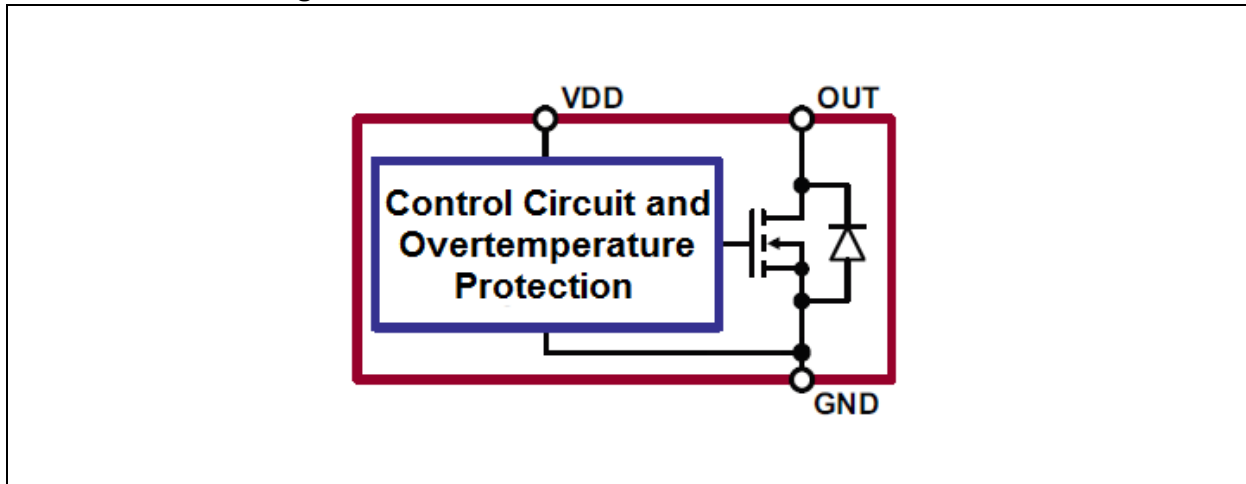 VDD
OUT
Control Circuit and
Overtemperature
Protection
GND